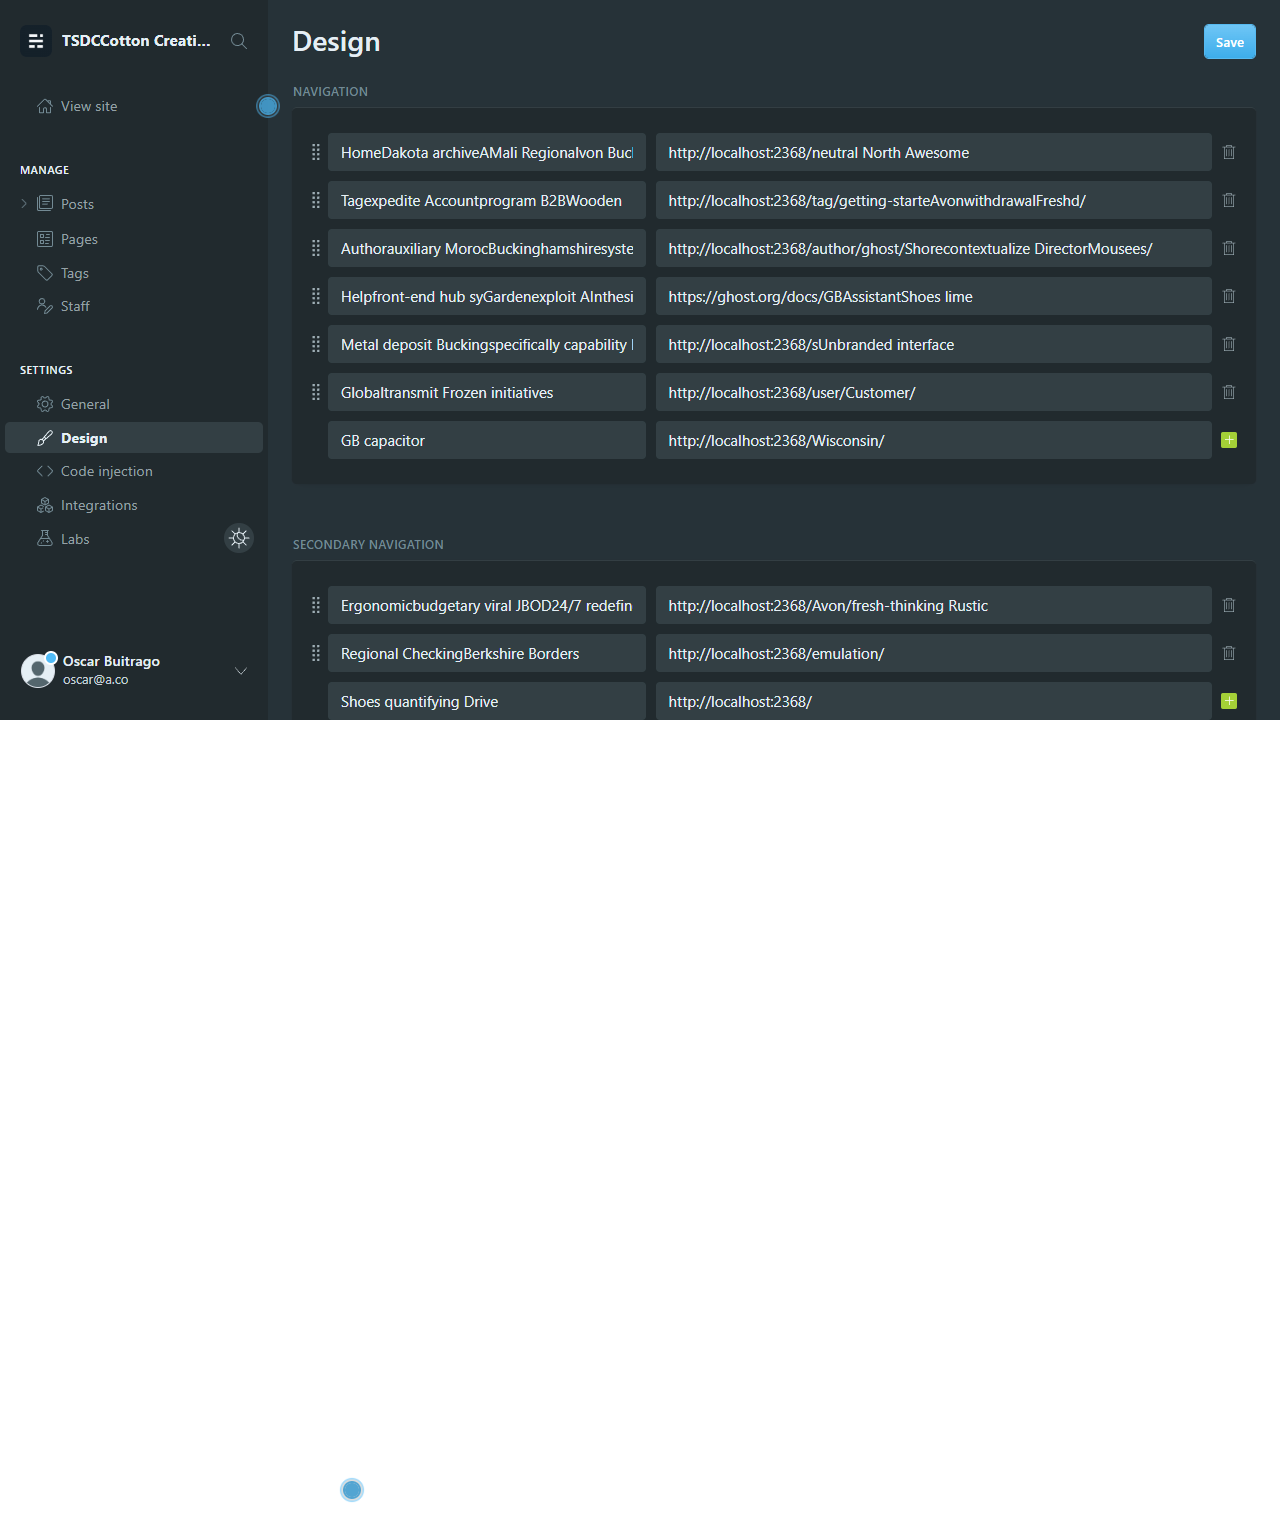 TSDCCotton Creati...
Design
Save
View site
NAVIGATION
HomeDakota archiveAMali Regionalvon Buc
http://localhost:2368/neutral North Awesome
MANAGE
Tagexpedite Accountprogram B2BWooden
http://localhost:2368/tag/getting-starteAvonwithdrawalFreshd/
Posts
Authorauxiliary MorocBuckinghamshiresyste
http://localhost:2368/author/ghost/Shorecontextualize DirectorMousees/
Pages
Tags
Helpfront-end hub syGardenexploit AInthesi
https://ghost.org/docs/GBAssistantShoes lime
Staff
Metal deposit Buckingspecifically capability
http://localhost:2368/sUnbranded interface
SETTINGS
Globaltransmit Frozen initiatives
http://localhost:2368/user/Customer/
General
Design
GB capacitor
http://localhost:2368/Wisconsin/
Code injection
Integrations
Labs
SECONDARY NAVIGATION
Ergonomicbudgetary viral JBOD24/7 redefin
http://localhost:2368/Avon/fresh-thinking Rustic
Regional CheckingBerkshire Borders
http://localhost:2368/emulation/
Oscar Buitrago
oscar@a.co
Shoes quantifying Drive
http://localhost:2368/